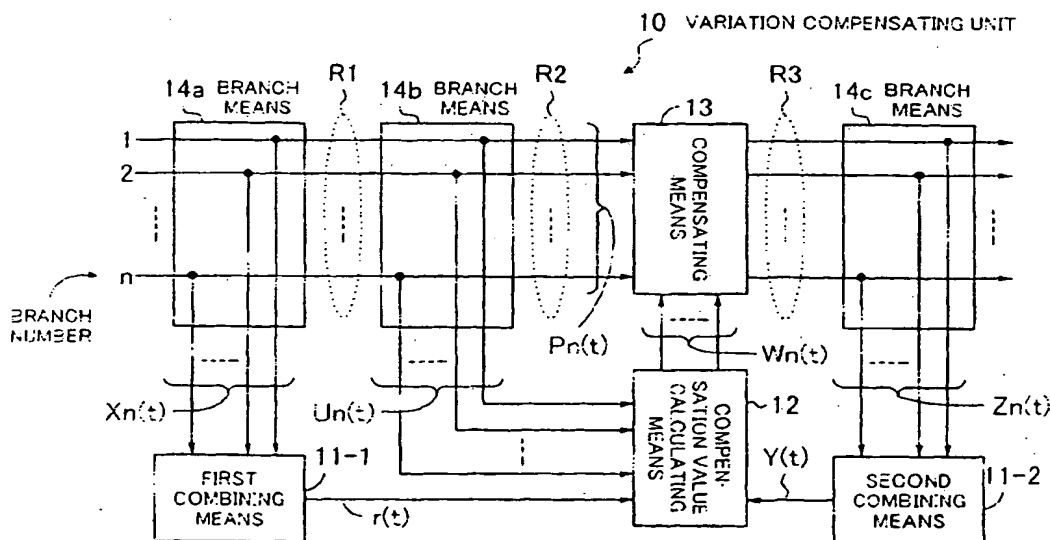 10 VARIATION COMPENSATING UNIT
14a BRANCH MEANS
R1
14b BRANCH MEANS
R2
13
R3
14c BRANCH MEANS
1
2
n
COMPENSATING MEANS
BRANCH NUMBER
Pn(t)
Wn(t)
Xn(t)
Un(t)
COMPEN-
SATION VALUE
CALCULATING
MEANS
12
Zn(t)
11-1
FIRST
COMBINING
MEANS
r(t)
Y(t)
SECOND
COMBINING
MEANS
11-2